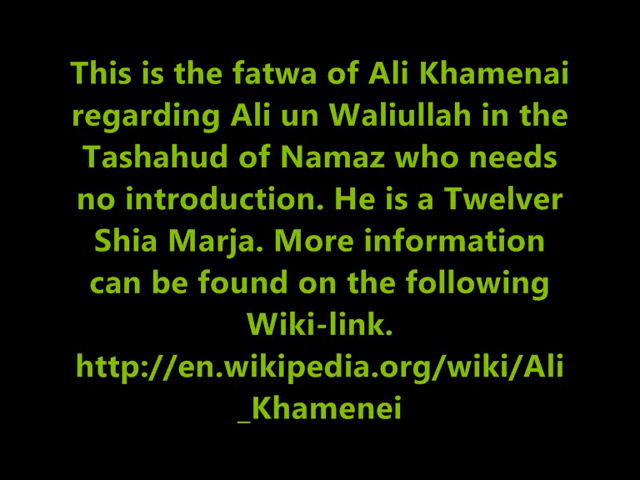 This is the fatwa of Ali Khamenai
regarding Ali un Waliullah in the
Tashahud of Namaz who needs
no introduction. He is a Twelver
Shia Marja. More information
can be found on the following
Wiki-link.
http://en.wikipedia.org/wiki/Ali
_Khamenei